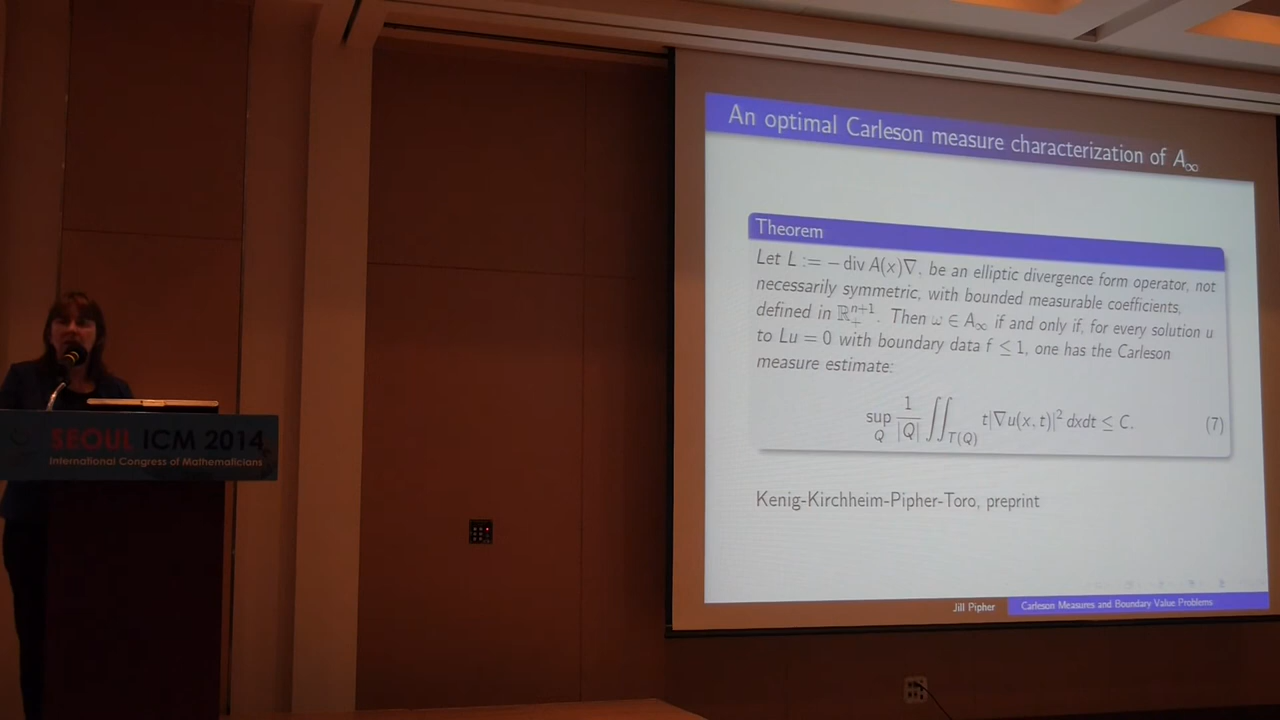 SEOUL ICM 2014
International Congress of Mathematicians
An optimal Carleson measure characterization of A∞
Theorem
Let L := − div A(x)∇, be an elliptic divergence form operator, not
necessarily symmetric, with bounded measurable coefficients,
defined in ℝ₊ⁿ⁺¹. Then ω ∈ A∞ if and only if, for every solution u
to Lu = 0 with boundary data f ≤ 1, one has the Carleson
measure estimate:
sup_Q 1/|Q| ∬_T(Q) t|∇u(x, t)|² dxdt ≤ C. (7)
Kenig-Kirchheim-Pipher-Toro, preprint
Jill Pipher Carleson Measures and Boundary Value Problems